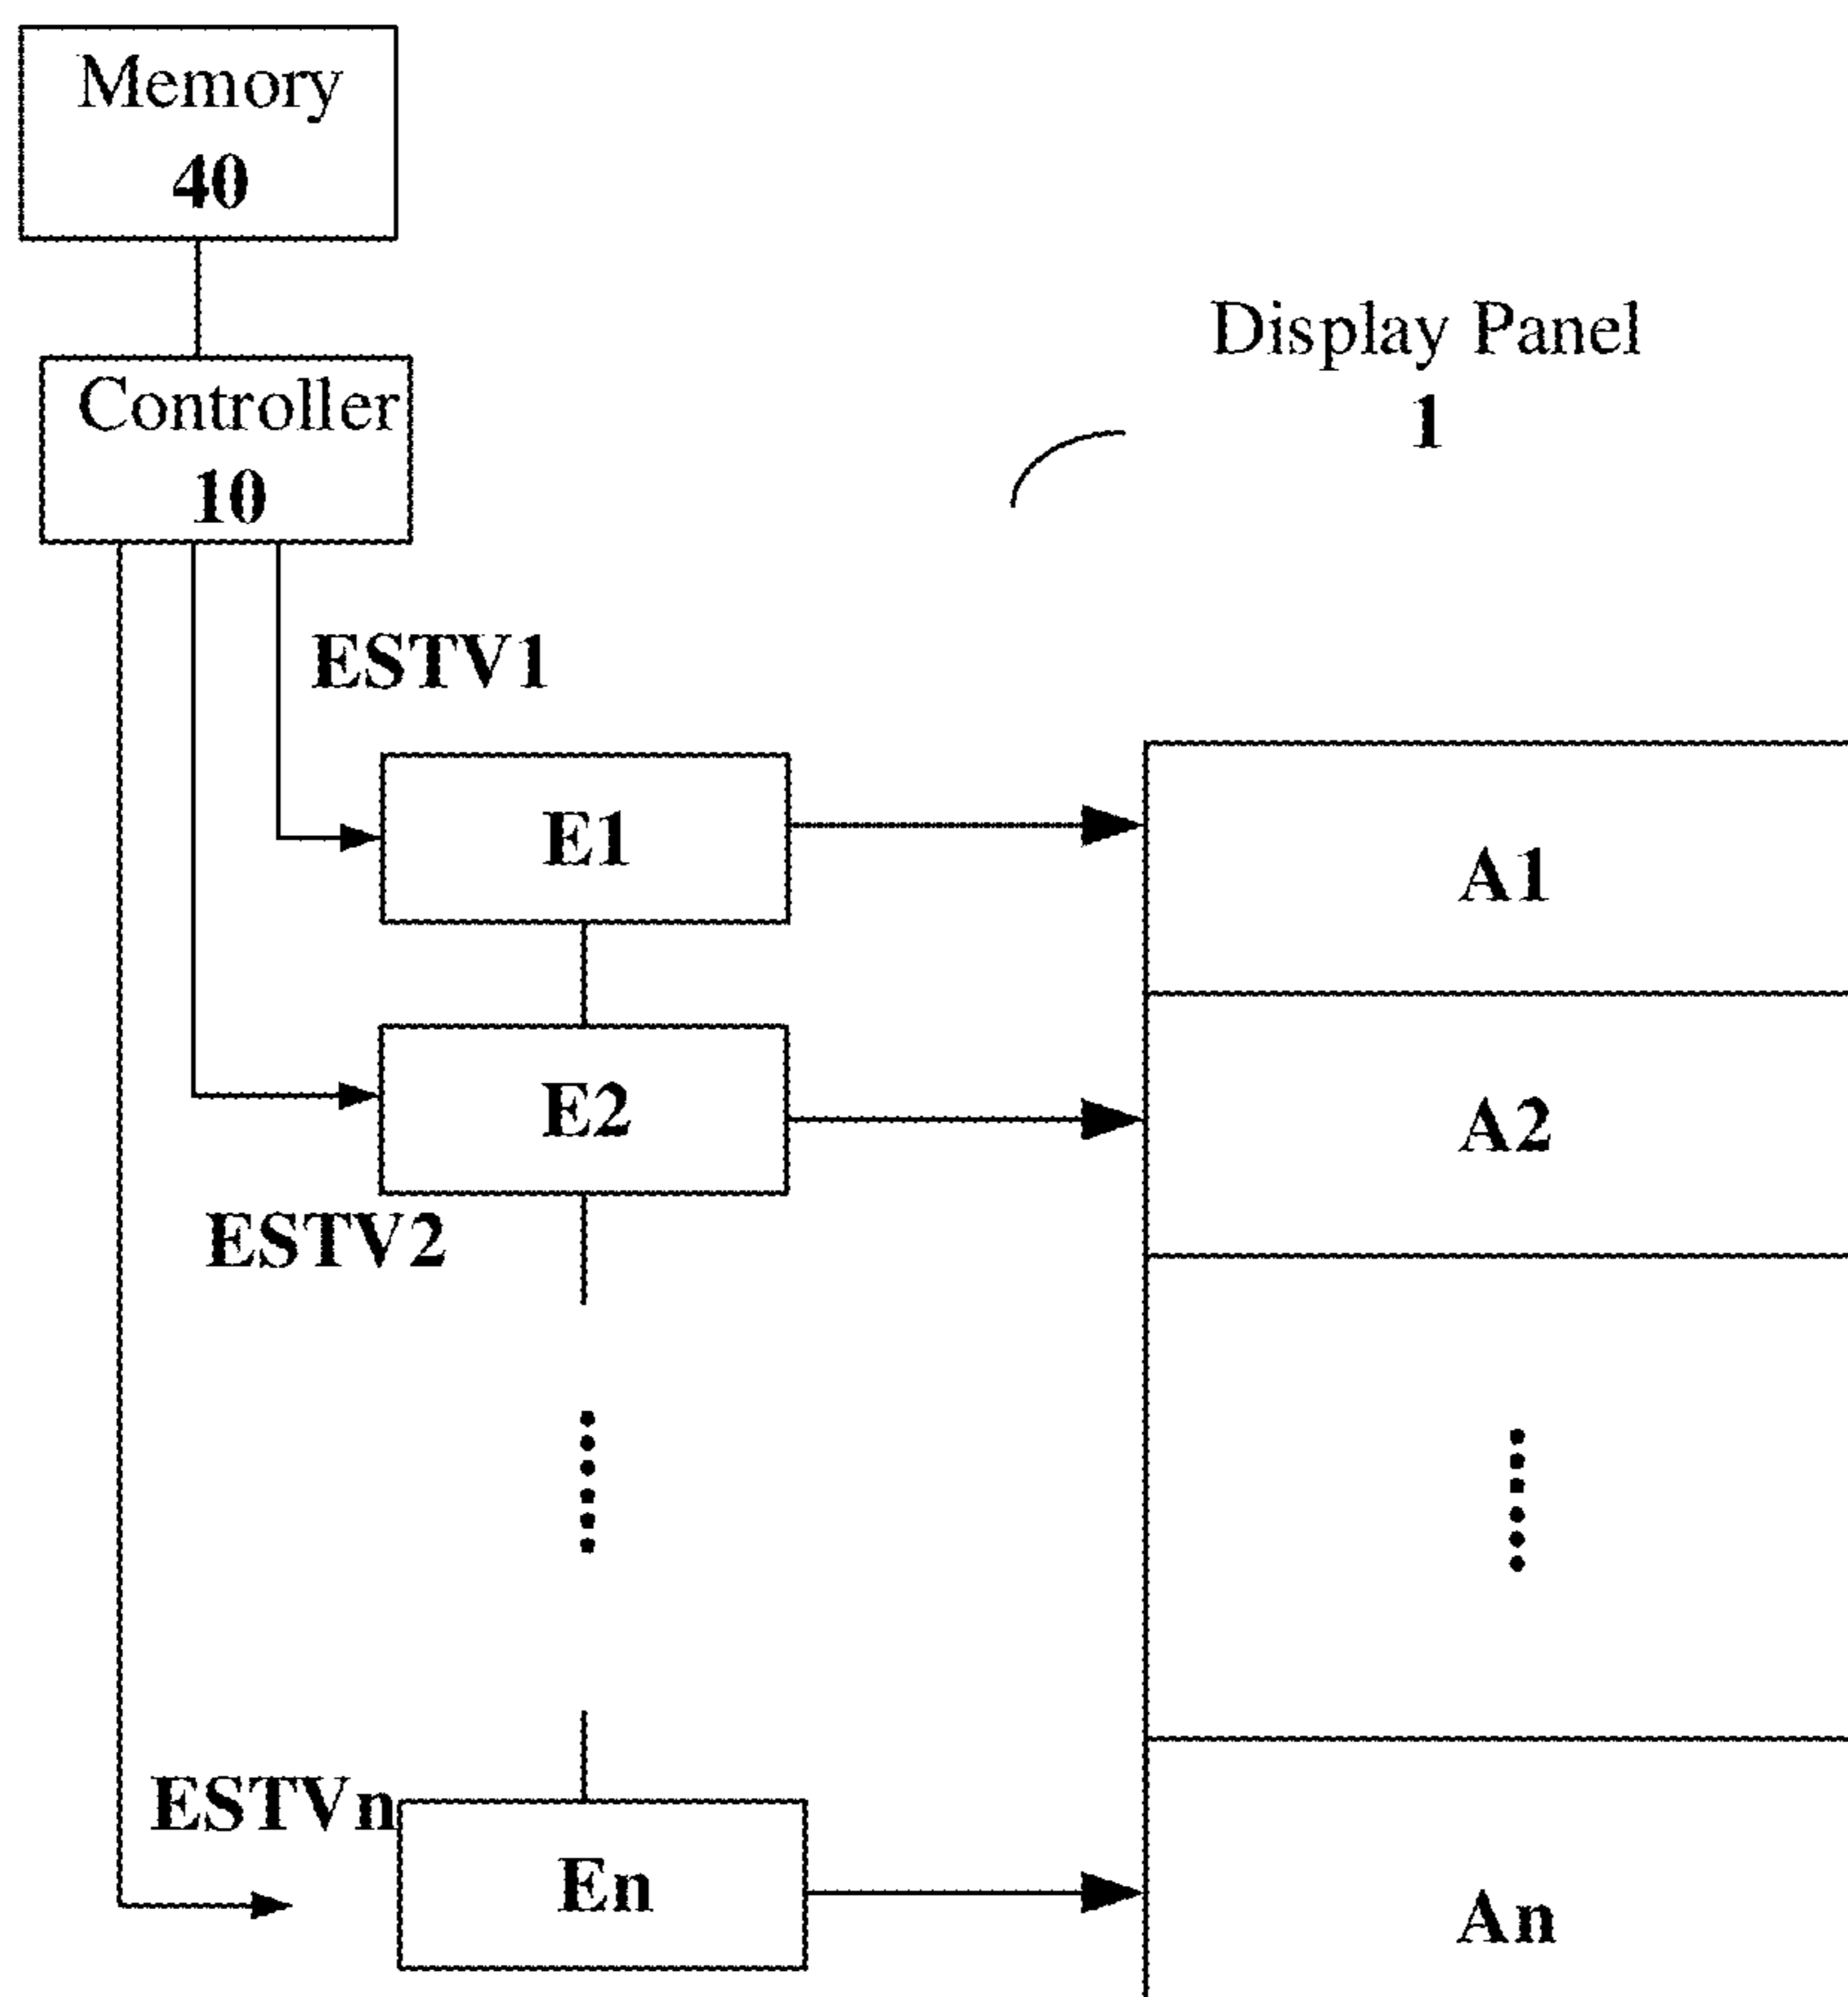 Memory
40
Controller
10
Display Panel
1
ESTV1
E1
A1
E2
A2
ESTV2
ESTVn
En
An